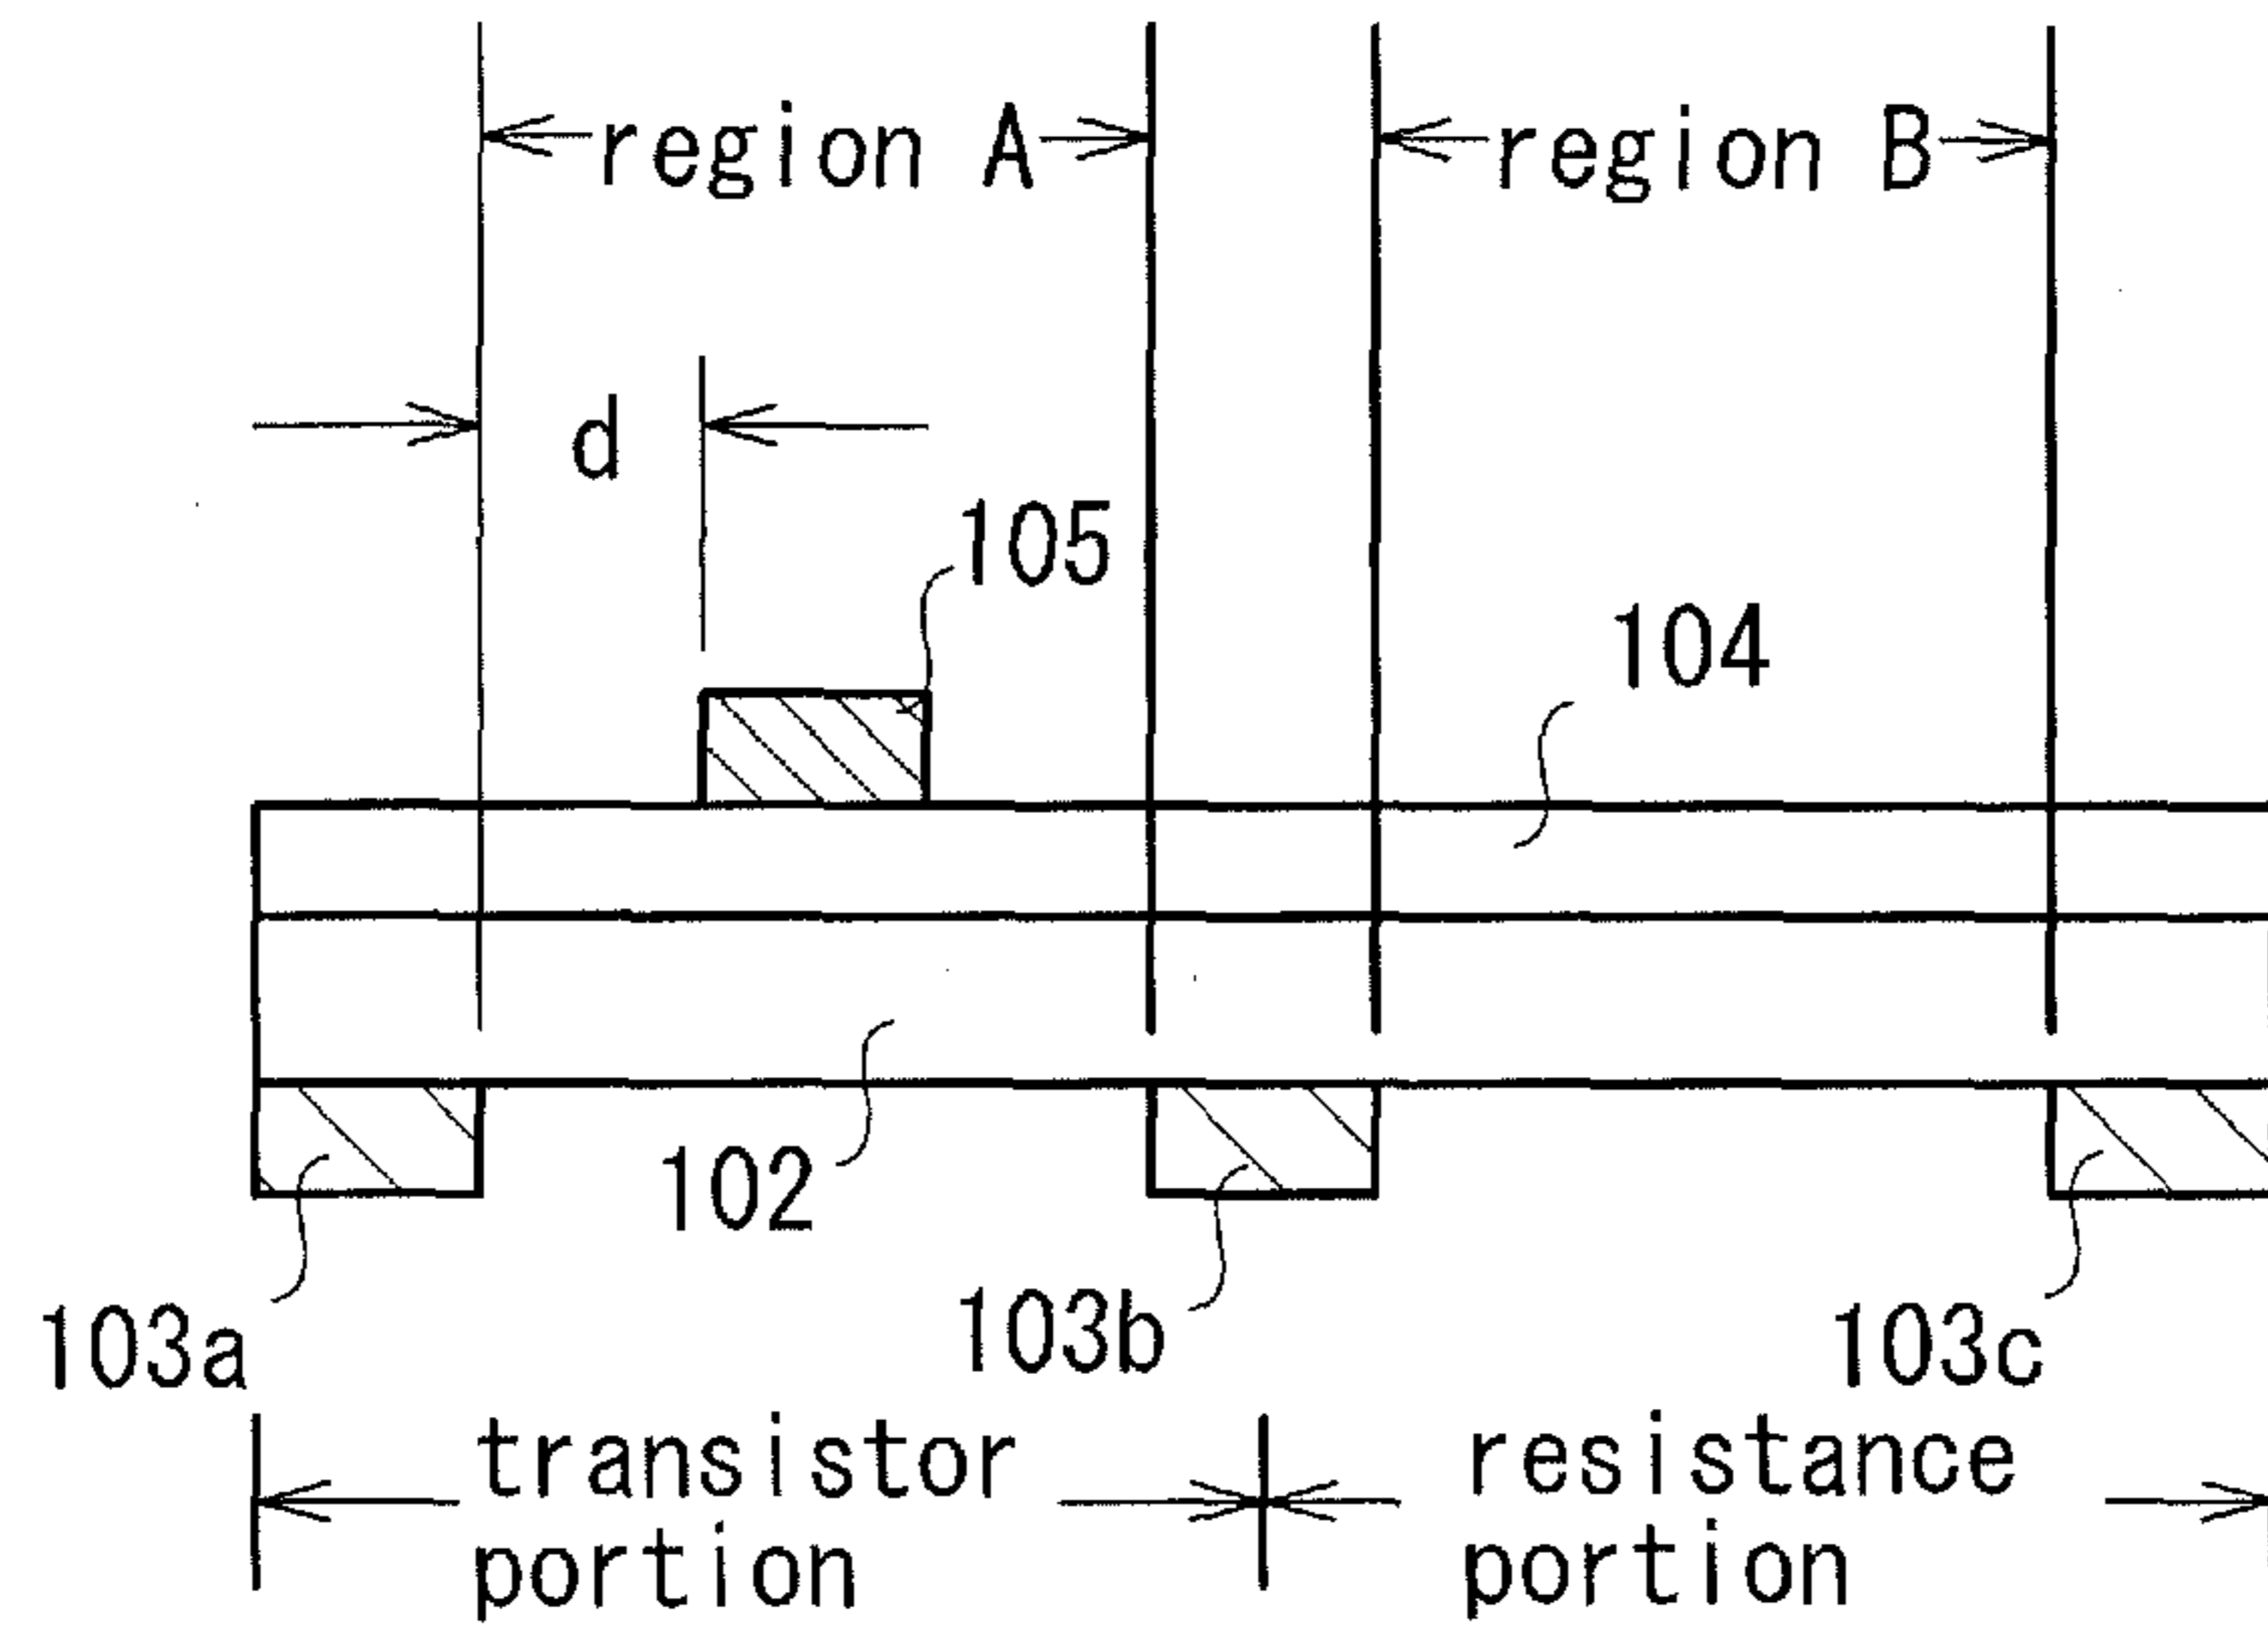 region A
region B
d
105
104
102
103a
103b
103c
transistor
portion
resistance
portion